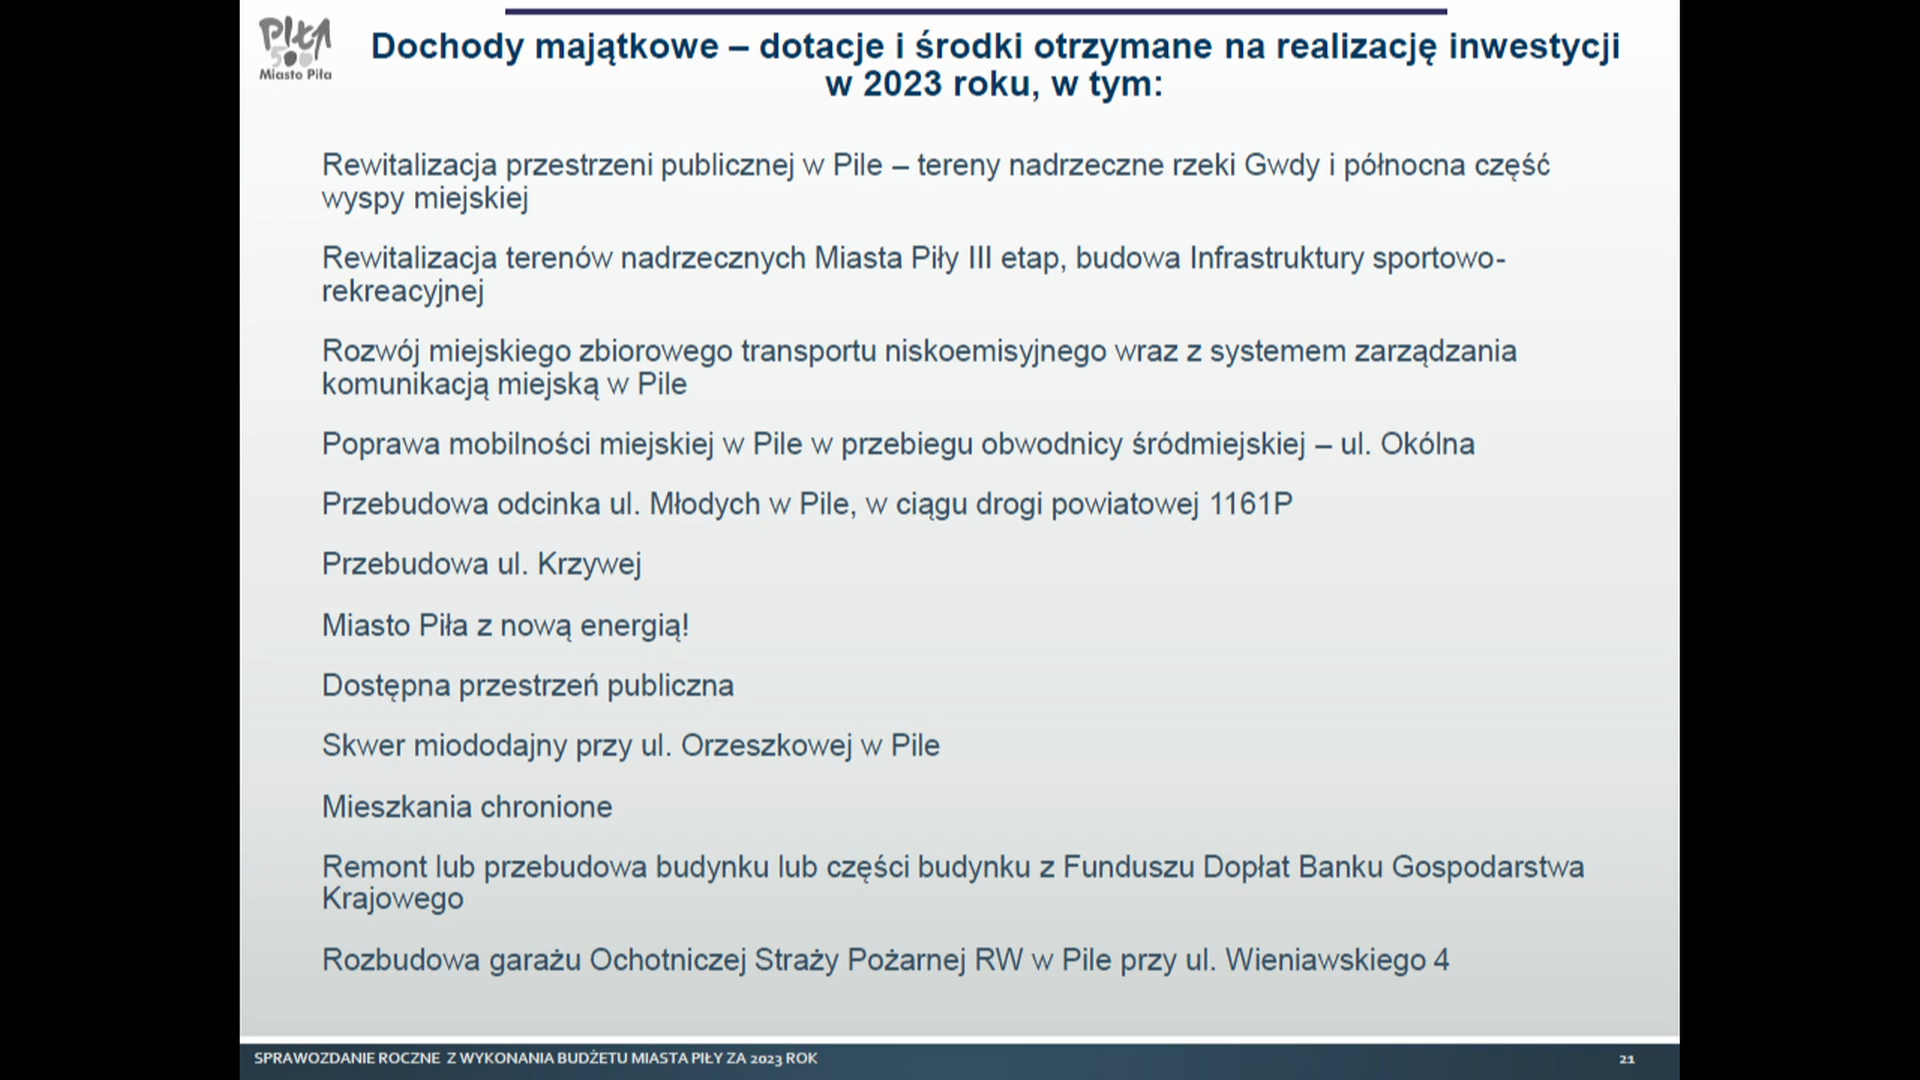 PIŁA
500
Miasto Piła
Dochody majątkowe – dotacje i środki otrzymane na realizację inwestycji
w 2023 roku, w tym:
Rewitalizacja przestrzeni publicznej w Pile – tereny nadrzeczne rzeki Gwdy i północna część
wyspy miejskiej
Rewitalizacja terenów nadrzecznych Miasta Piły III etap, budowa Infrastruktury sportowo-
rekreacyjnej
Rozwój miejskiego zbiorowego transportu niskoemisyjnego wraz z systemem zarządzania
komunikacją miejską w Pile
Poprawa mobilności miejskiej w Pile w przebiegu obwodnicy śródmiejskiej – ul. Okólna
Przebudowa odcinka ul. Młodych w Pile, w ciągu drogi powiatowej 1161P
Przebudowa ul. Krzywej
Miasto Piła z nową energią!
Dostępna przestrzeń publiczna
Skwer miododajny przy ul. Orzeszkowej w Pile
Mieszkania chronione
Remont lub przebudowa budynku lub części budynku z Funduszu Dopłat Banku Gospodarstwa
Krajowego
Rozbudowa garażu Ochotniczej Straży Pożarnej RW w Pile przy ul. Wieniawskiego 4
SPRAWOZDANIE ROCZNE Z WYKONANIA BUDŻETU MIASTA PIŁY ZA 2023 ROK
21